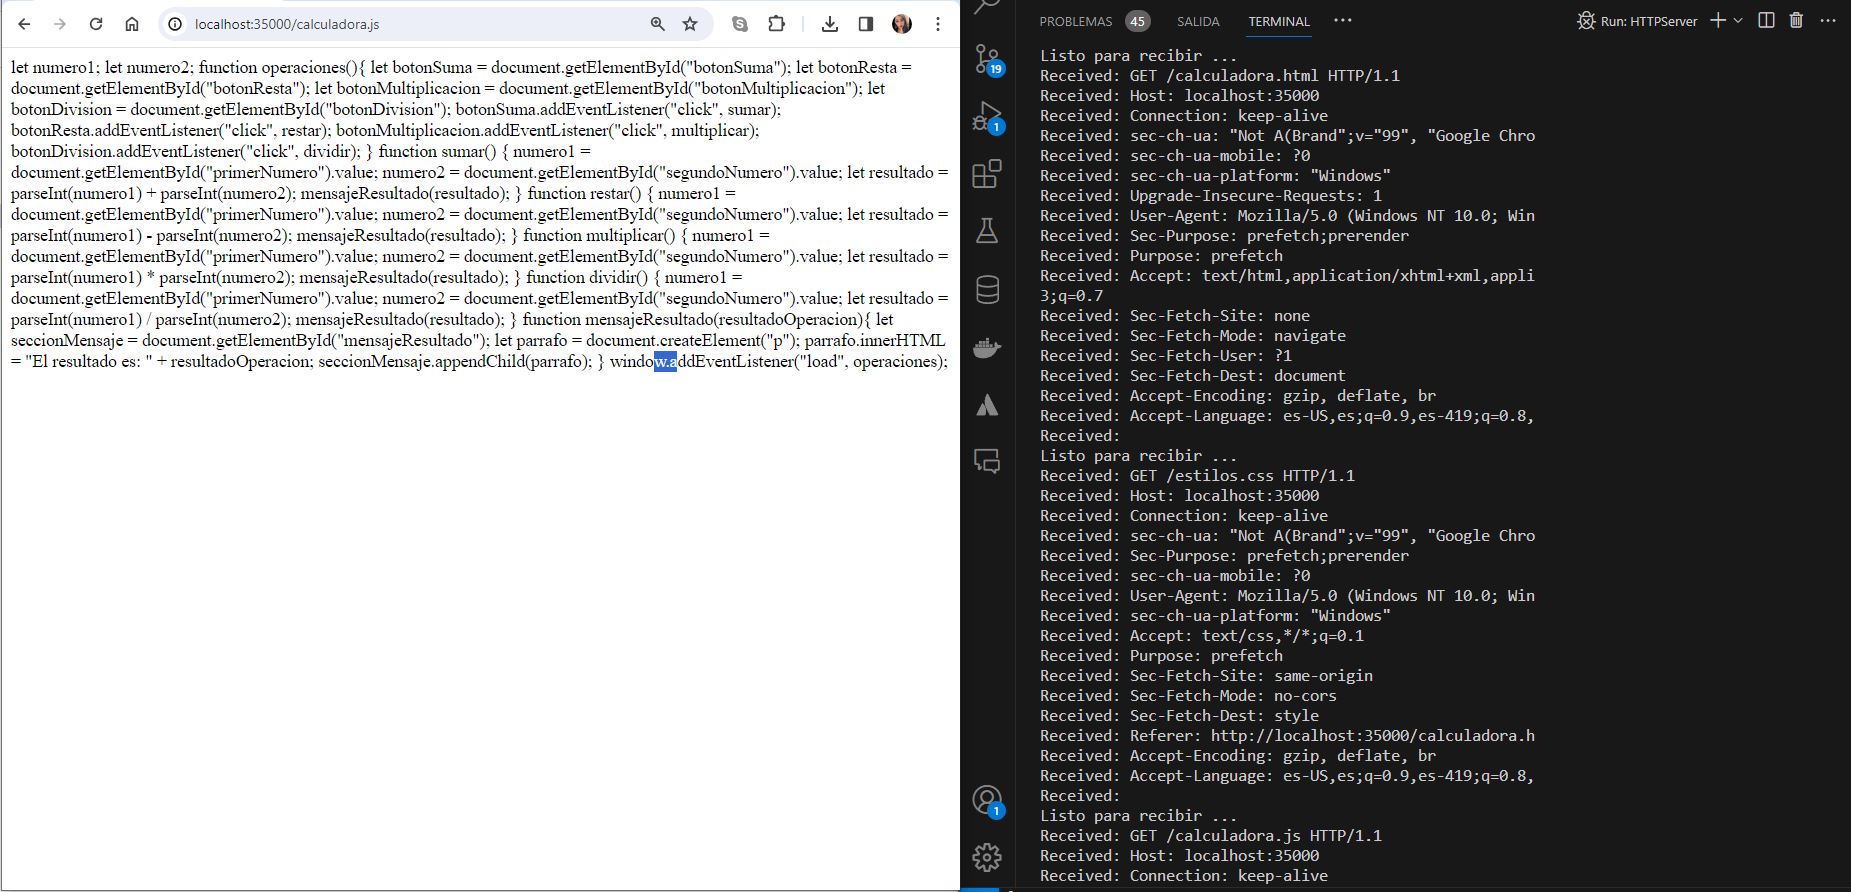 localhost:35000/calculadora.js
let numero1; let numero2; function operaciones(){ let botonSuma = document.getElementById("botonSuma"); let botonResta =
document.getElementById("botonResta"); let botonMultiplicacion = document.getElementById("botonMultiplicacion"); let
botonDivision = document.getElementById("botonDivision"); botonSuma.addEventListener("click", sumar);
botonResta.addEventListener("click", restar); botonMultiplicacion.addEventListener("click", multiplicar);
botonDivision.addEventListener("click", dividir); } function sumar() { numero1 =
document.getElementById("primerNumero").value; numero2 = document.getElementById("segundoNumero").value; let resultado =
parseInt(numero1) + parseInt(numero2); mensajeResultado(resultado); } function restar() { numero1 =
document.getElementById("primerNumero").value; numero2 = document.getElementById("segundoNumero").value; let resultado =
parseInt(numero1) - parseInt(numero2); mensajeResultado(resultado); } function multiplicar() { numero1 =
document.getElementById("primerNumero").value; numero2 = document.getElementById("segundoNumero").value; let resultado =
parseInt(numero1) * parseInt(numero2); mensajeResultado(resultado); } function dividir() { numero1 =
document.getElementById("primerNumero").value; numero2 = document.getElementById("segundoNumero").value; let resultado =
parseInt(numero1) / parseInt(numero2); mensajeResultado(resultado); } function mensajeResultado(resultadoOperacion){ let
seccionMensaje = document.getElementById("mensajeResultado"); let parrafo = document.createElement("p"); parrafo.innerHTML
= "El resultado es: " + resultadoOperacion; seccionMensaje.appendChild(parrafo); } window.addEventListener("load", operaciones);
19
1
1
PROBLEMAS 45 SALIDA TERMINAL ... Run: HTTPServer
Listo para recibir ...
Received: GET /calculadora.html HTTP/1.1
Received: Host: localhost:35000
Received: Connection: keep-alive
Received: sec-ch-ua: "Not A(Brand";v="99", "Google Chro
Received: sec-ch-ua-mobile: ?0
Received: sec-ch-ua-platform: "Windows"
Received: Upgrade-Insecure-Requests: 1
Received: User-Agent: Mozilla/5.0 (Windows NT 10.0; Win
Received: Sec-Purpose: prefetch;prerender
Received: Purpose: prefetch
Received: Accept: text/html,application/xhtml+xml,appli
3;q=0.7
Received: Sec-Fetch-Site: none
Received: Sec-Fetch-Mode: navigate
Received: Sec-Fetch-User: ?1
Received: Sec-Fetch-Dest: document
Received: Accept-Encoding: gzip, deflate, br
Received: Accept-Language: es-US,es;q=0.9,es-419;q=0.8,
Received:
Listo para recibir ...
Received: GET /estilos.css HTTP/1.1
Received: Host: localhost:35000
Received: Connection: keep-alive
Received: sec-ch-ua: "Not A(Brand";v="99", "Google Chro
Received: Sec-Purpose: prefetch;prerender
Received: sec-ch-ua-mobile: ?0
Received: User-Agent: Mozilla/5.0 (Windows NT 10.0; Win
Received: sec-ch-ua-platform: "Windows"
Received: Accept: text/css,*/*;q=0.1
Received: Purpose: prefetch
Received: Sec-Fetch-Site: same-origin
Received: Sec-Fetch-Mode: no-cors
Received: Sec-Fetch-Dest: style
Received: Referer: http://localhost:35000/calculadora.h
Received: Accept-Encoding: gzip, deflate, br
Received: Accept-Language: es-US,es;q=0.9,es-419;q=0.8,
Received:
Listo para recibir ...
Received: GET /calculadora.js HTTP/1.1
Received: Host: localhost:35000
Received: Connection: keep-alive